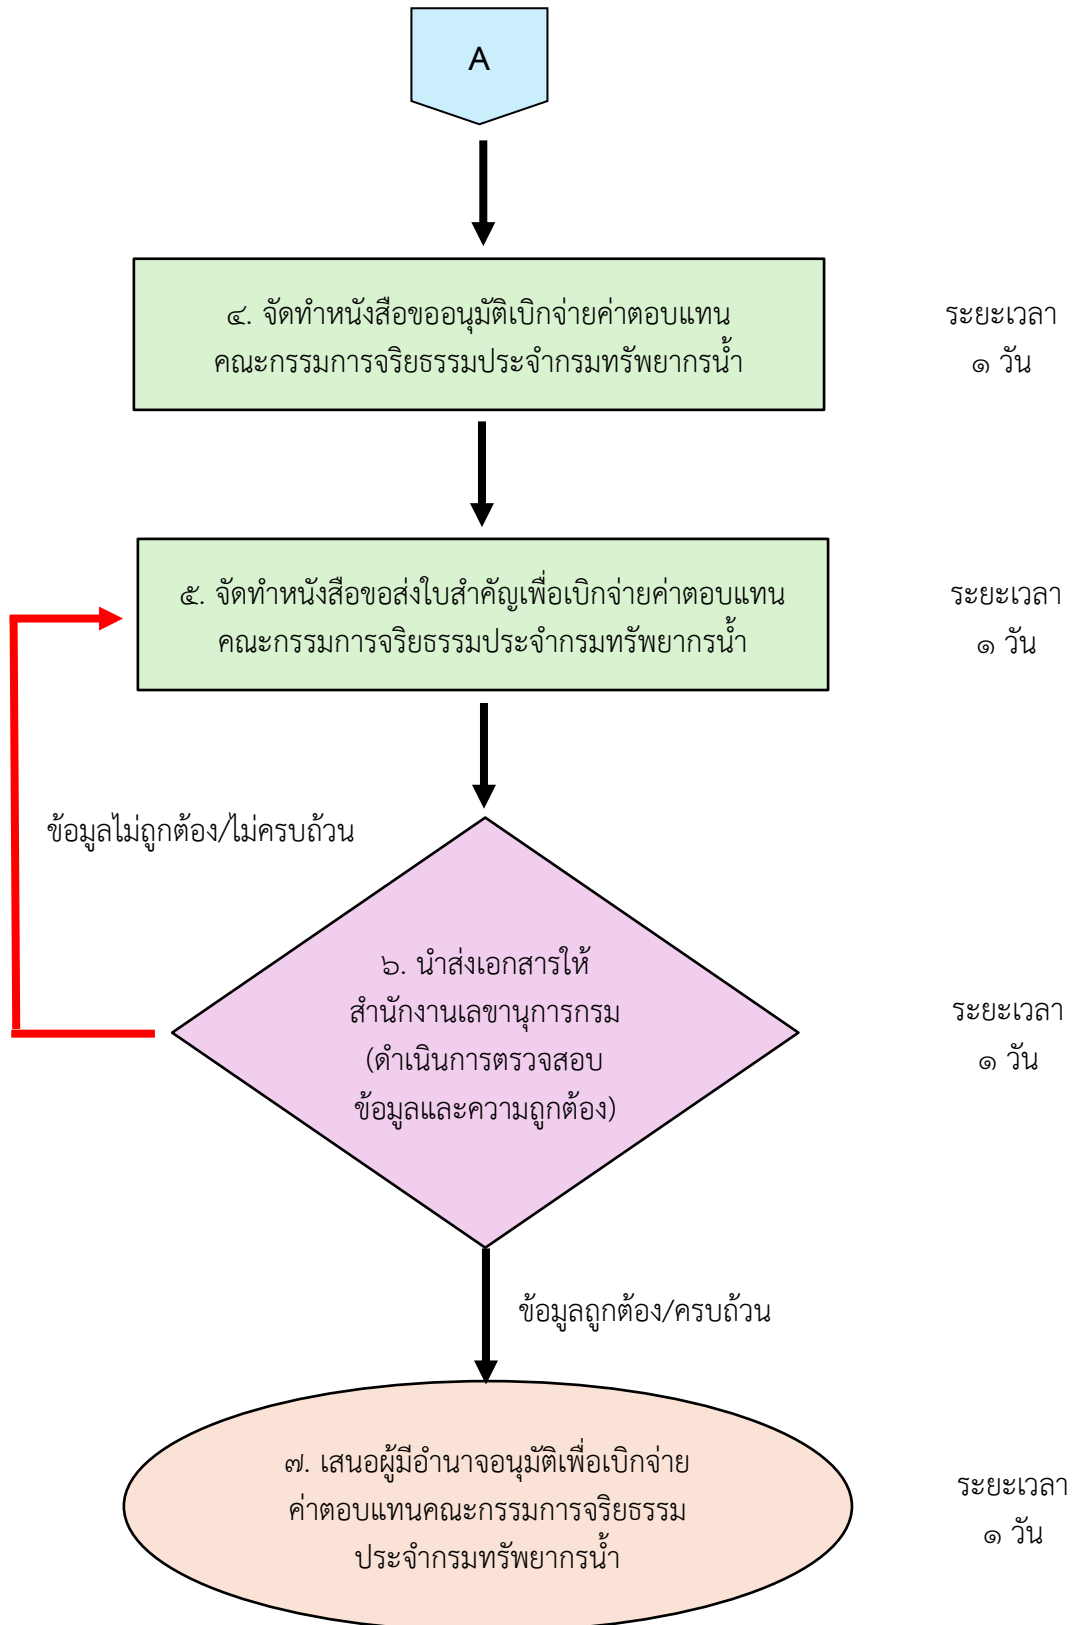 A
๔. จัดทำหนังสือขออนุมัติเบิกจ่ายค่าตอบแทน
คณะกรรมการจริยธรรมประจำกรมทรัพยากรน้ำ
ระยะเวลา
๑ วัน
๕. จัดทำหนังสือขอส่งใบสำคัญเพื่อเบิกจ่ายค่าตอบแทน
คณะกรรมการจริยธรรมประจำกรมทรัพยากรน้ำ
ระยะเวลา
๑ วัน
ข้อมูลไม่ถูกต้อง/ไม่ครบถ้วน
๖. นำส่งเอกสารให้
สำนักงานเลขานุการกรม
(ดำเนินการตรวจสอบ
ข้อมูลและความถูกต้อง)
ระยะเวลา
๑ วัน
ข้อมูลถูกต้อง/ครบถ้วน
๗. เสนอผู้มีอำนาจอนุมัติเพื่อเบิกจ่าย
ค่าตอบแทนคณะกรรมการจริยธรรม
ประจำกรมทรัพยากรน้ำ
ระยะเวลา
๑ วัน